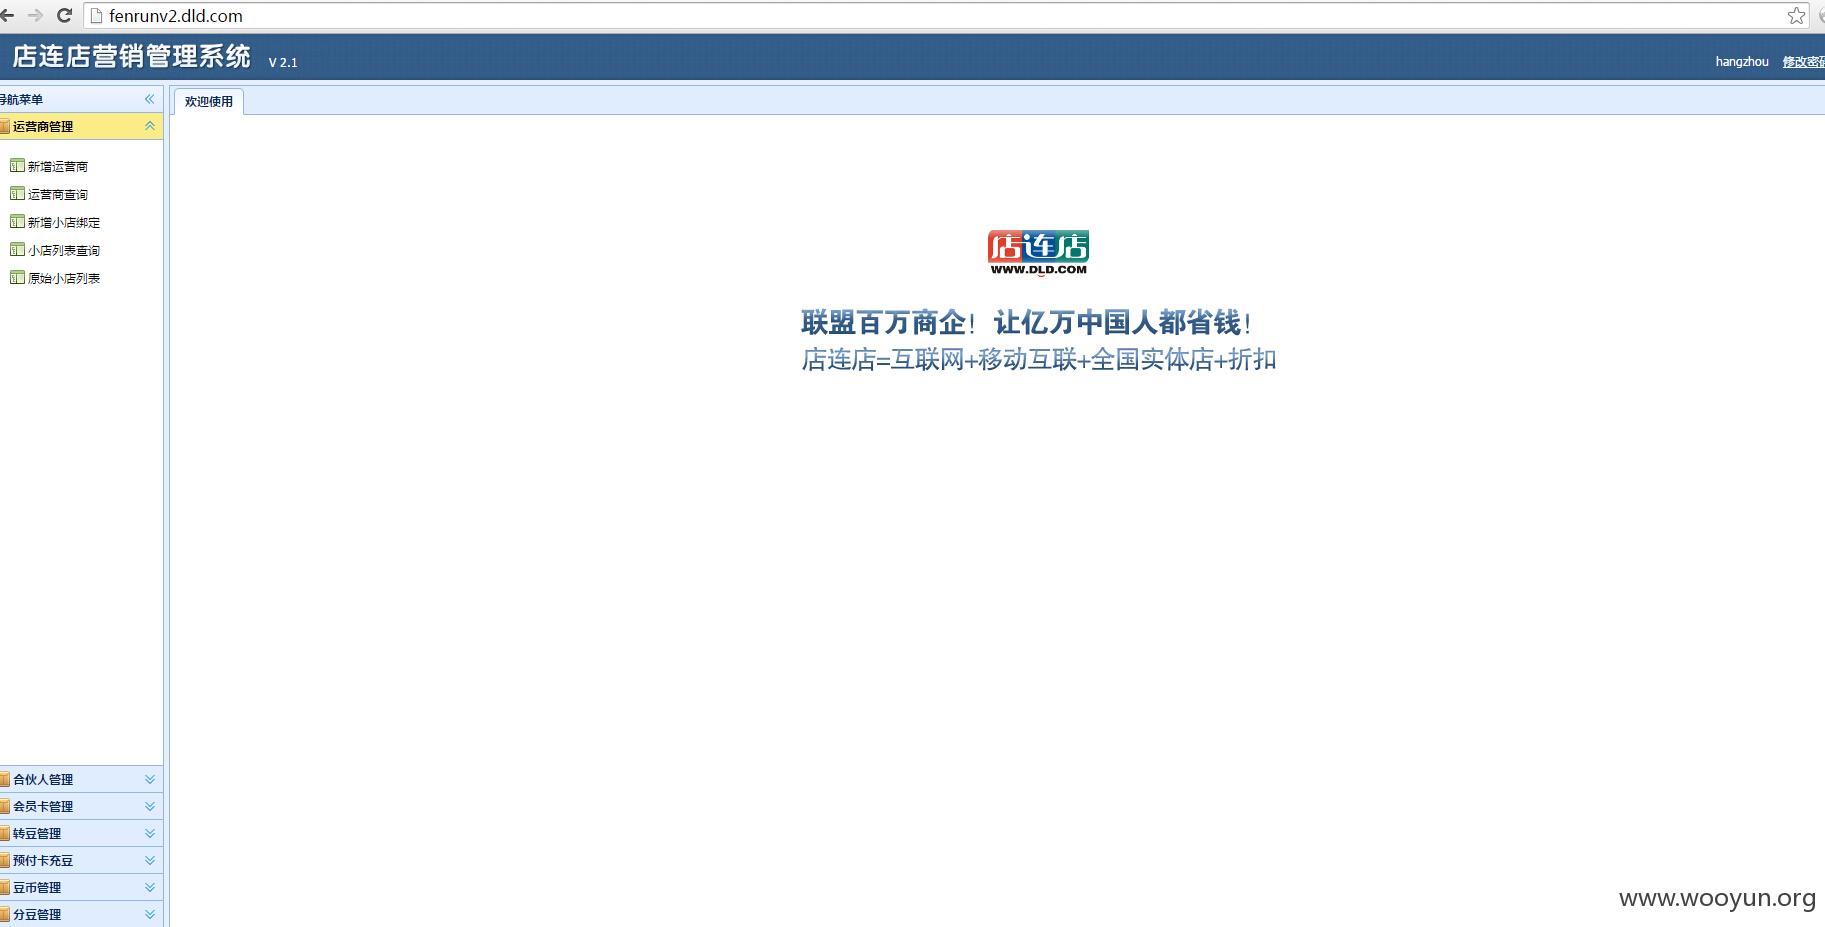 fenrunv2.dld.com
店连店营销管理系统 V 2.1
hangzhou 修改密码
导航菜单
欢迎使用
运营商管理
新增运营商
运营商查询
新增小店绑定
小店列表查询
原始小店列表
店连店
WWW.DLD.COM
联盟百万商企！让亿万中国人都省钱！
店连店=互联网+移动互联+全国实体店+折扣
合伙人管理
会员卡管理
转豆管理
预付卡充豆
豆币管理
分豆管理
www.wooyun.org